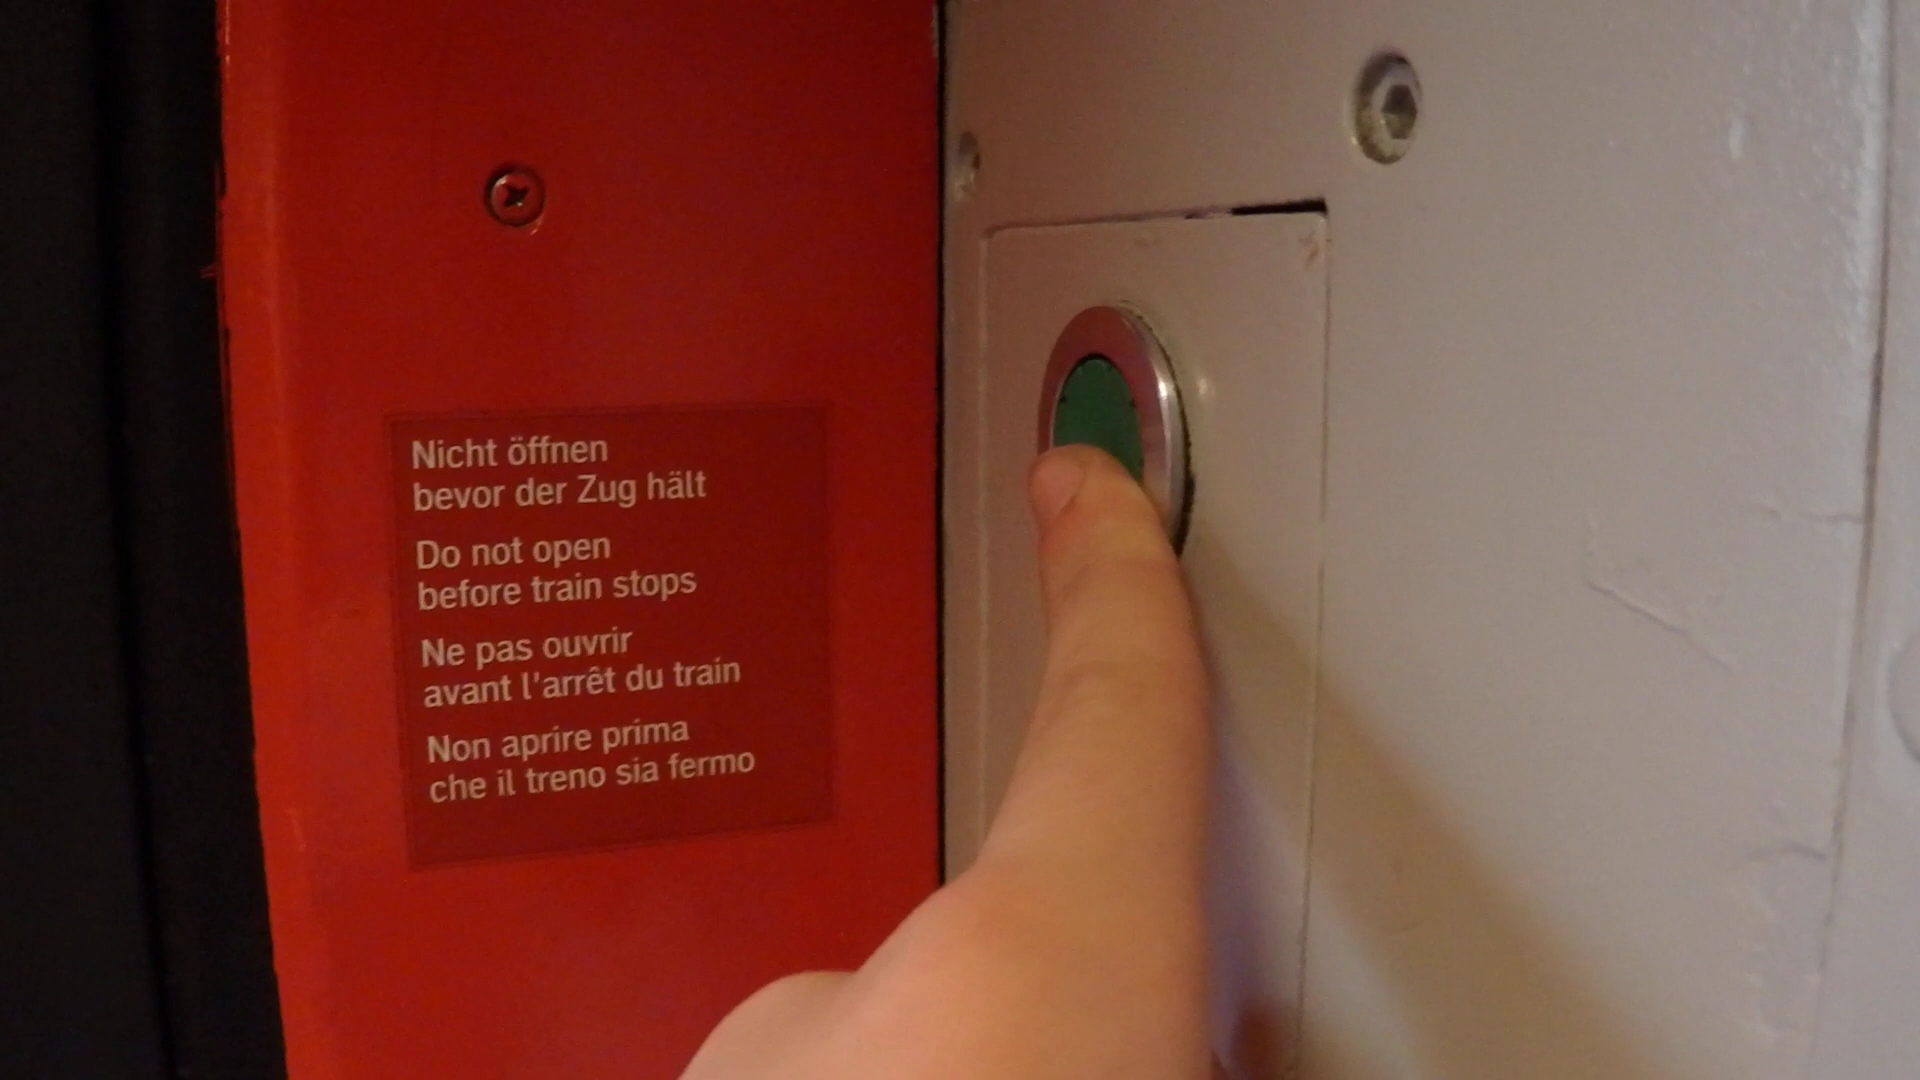 Nicht öffnen
bevor der Zug hält
Do not open
before train stops
Ne pas ouvrir
avant l'arrêt du train
Non aprire prima
che il treno sia fermo